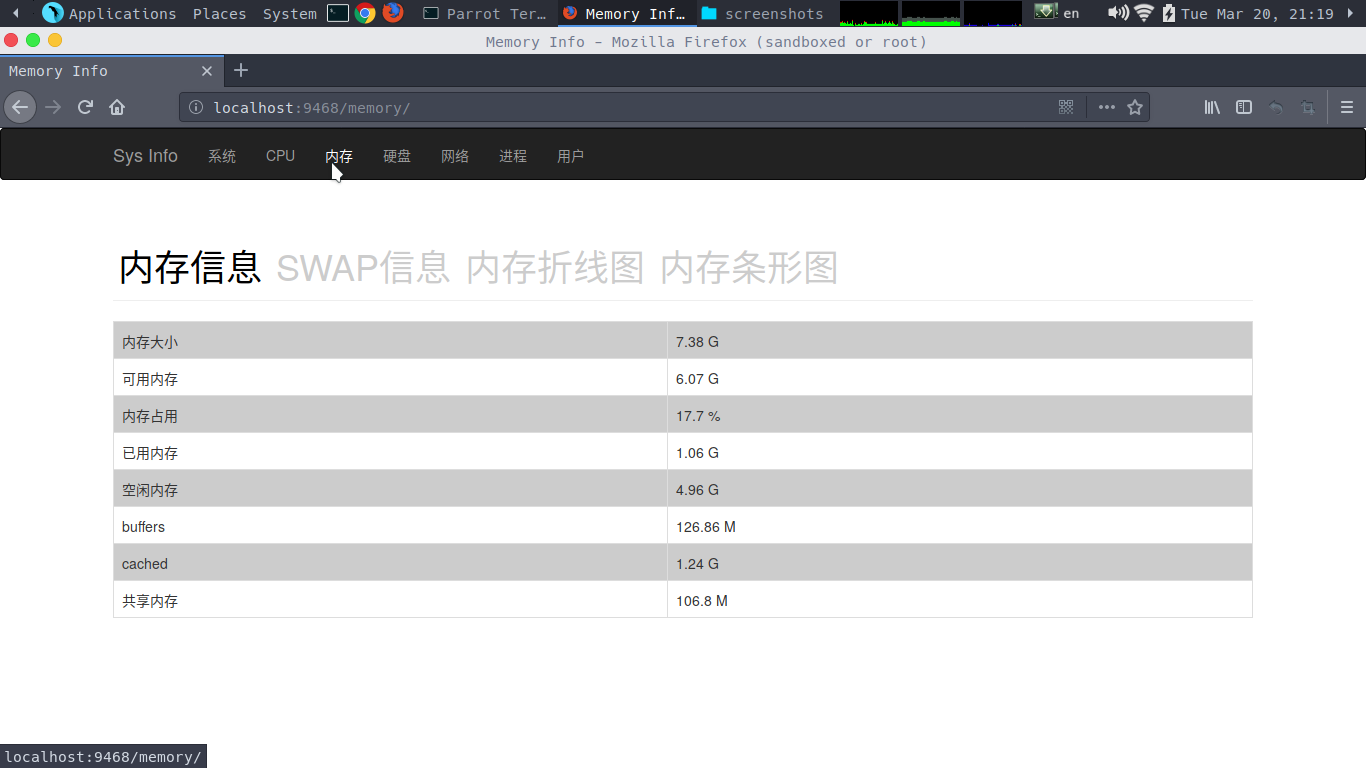 Applications Places System Parrot Ter… Memory Inf… screenshots en Tue Mar 20, 21:19
Memory Info - Mozilla Firefox (sandboxed or root)
Memory Info
localhost:9468/memory/
Sys Info 系统 CPU 内存 硬盘 网络 进程 用户
内存信息 SWAP信息 内存折线图 内存条形图
内存大小 7.38 G
可用内存 6.07 G
内存占用 17.7 %
已用内存 1.06 G
空闲内存 4.96 G
buffers 126.86 M
cached 1.24 G
共享内存 106.8 M
localhost:9468/memory/